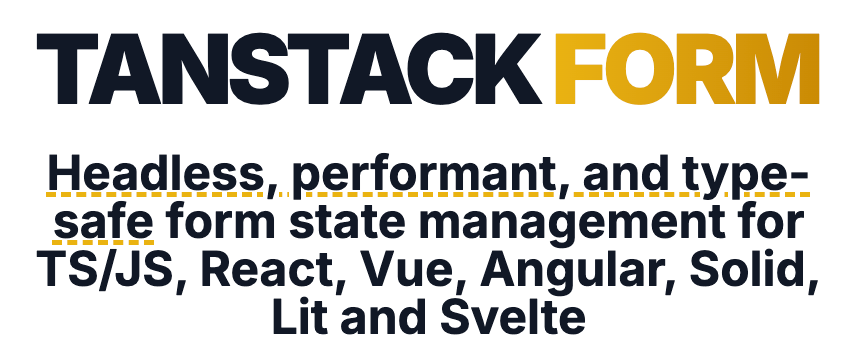 TANSTACK FORM
Headless, performant, and type-
safe form state management for
TS/JS, React, Vue, Angular, Solid,
Lit and Svelte